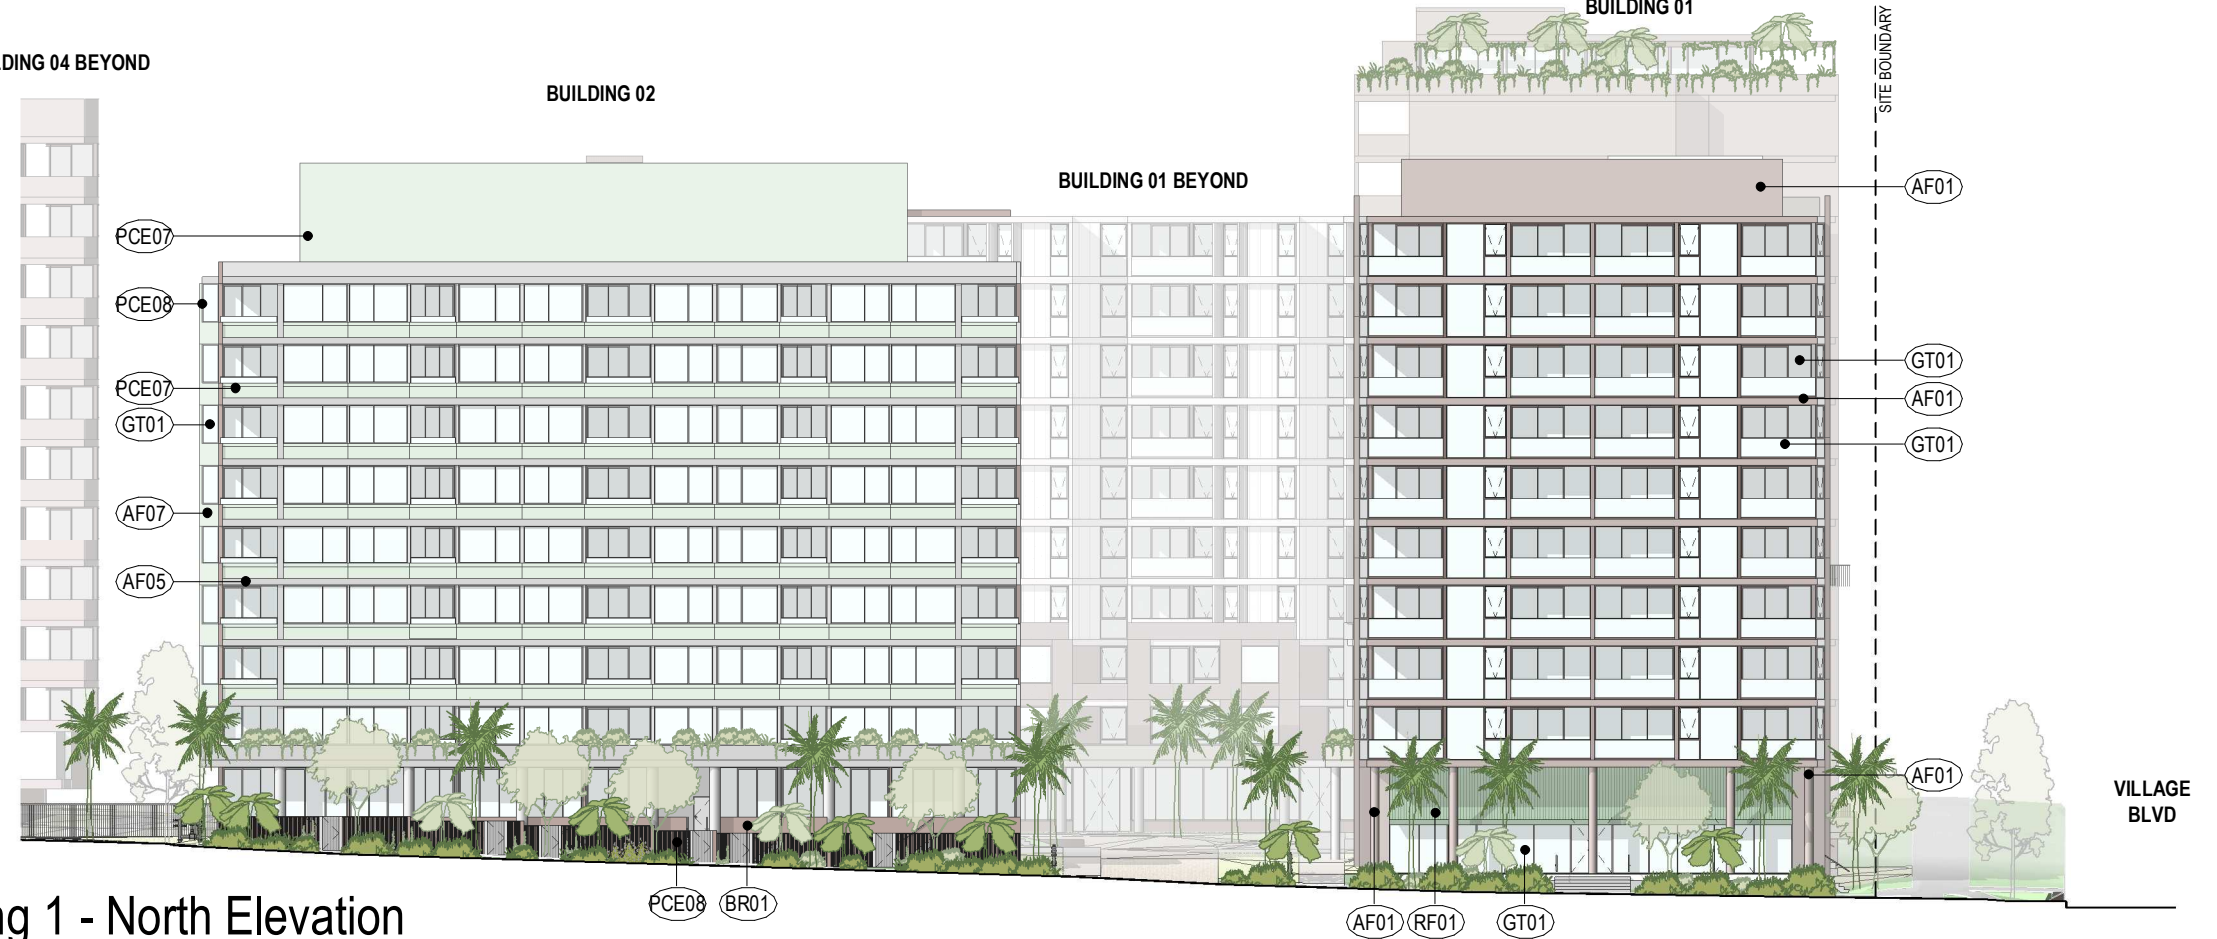 BUILDING 01
SITE BOUNDARY
DING 04 BEYOND
BUILDING 02
BUILDING 01 BEYOND
AF01
PCE07
PCE08
GT01
PCE07
AF01
GT01
GT01
AF07
AF05
AF01
VILLAGE
BLVD
PCE08
BR01
AF01
RF01
GT01
g 1 - North Elevation